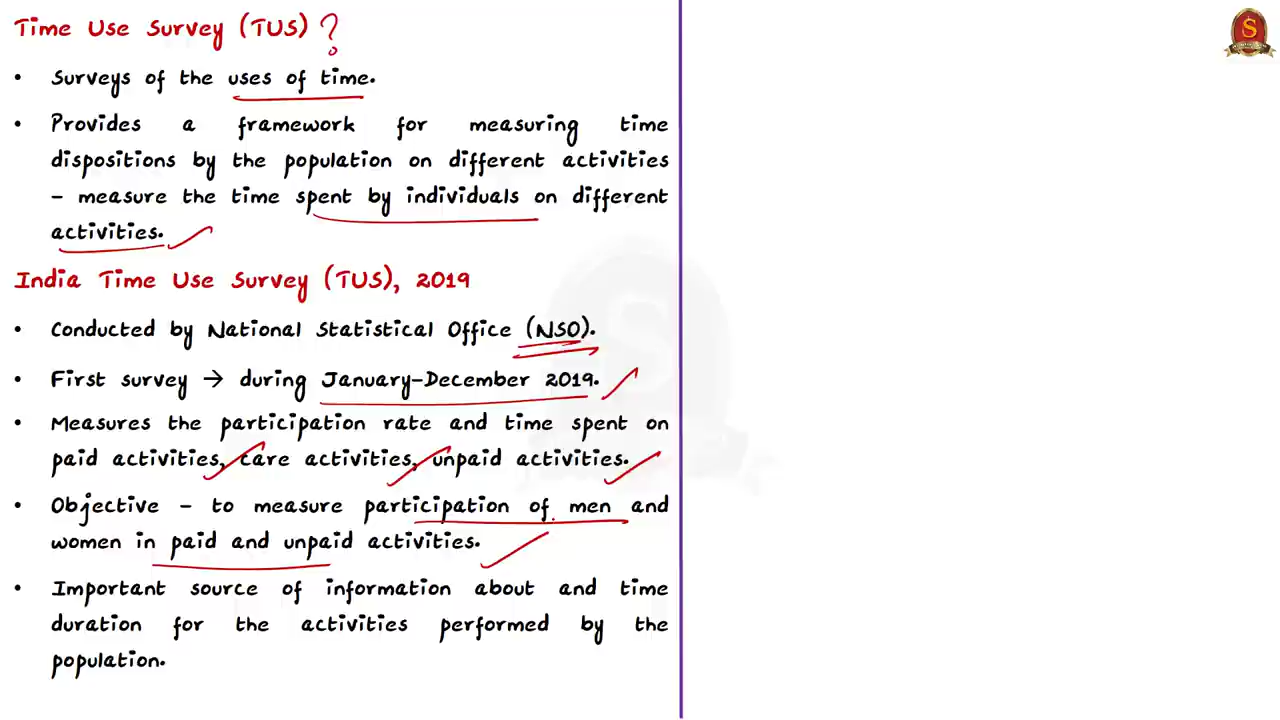 Time Use Survey (TUS) ?
• Surveys of the uses of time.
• Provides a framework for measuring time
dispositions by the population on different activities
– measure the time spent by individuals on different
activities.
India Time Use Survey (TUS), 2019
• Conducted by National Statistical Office (NSO).
• First survey → during January–December 2019.
• Measures the participation rate and time spent on
paid activities, care activities, unpaid activities.
• Objective – to measure participation of men and
women in paid and unpaid activities.
• Important source of information about and time
duration for the activities performed by the
population.
S